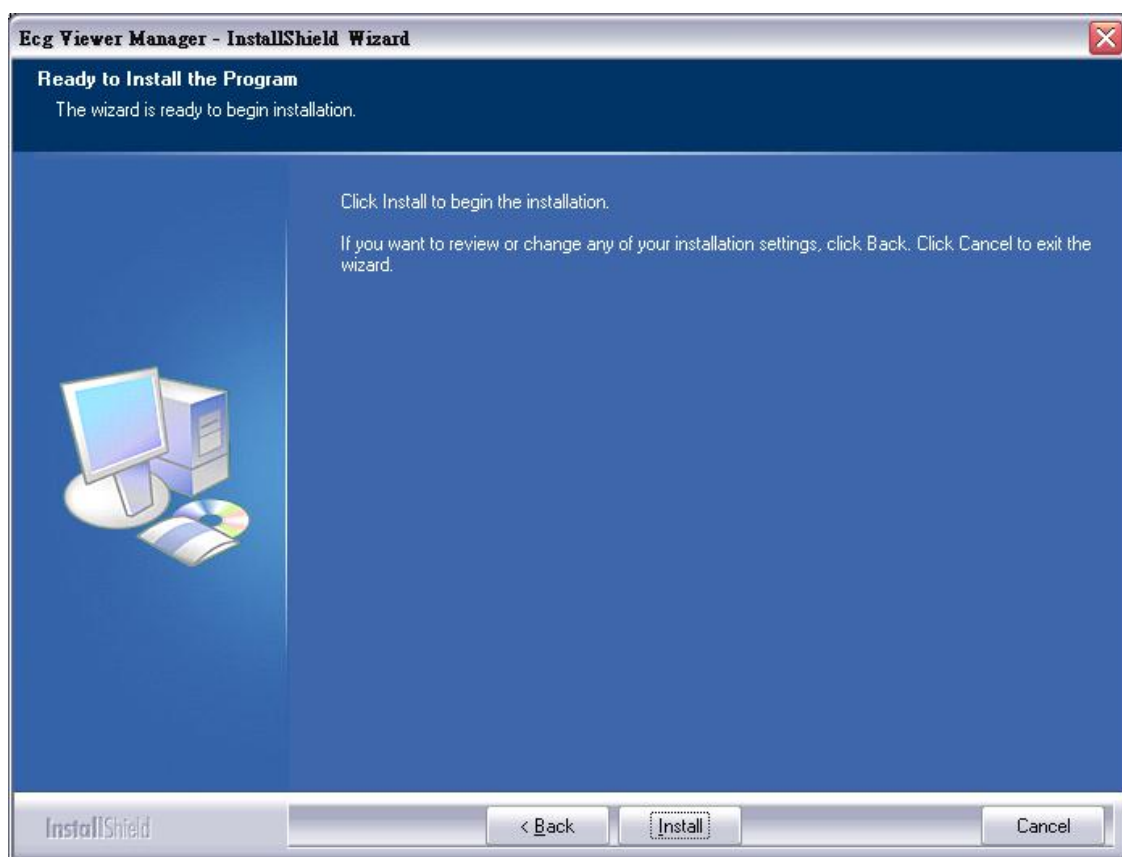 Ecg Viewer Manager - InstallShield Wizard
Ready to Install the Program
The wizard is ready to begin installation.
Click Install to begin the installation.
If you want to review or change any of your installation settings, click Back. Click Cancel to exit the
wizard.
InstallShield
< Back
Install
Cancel